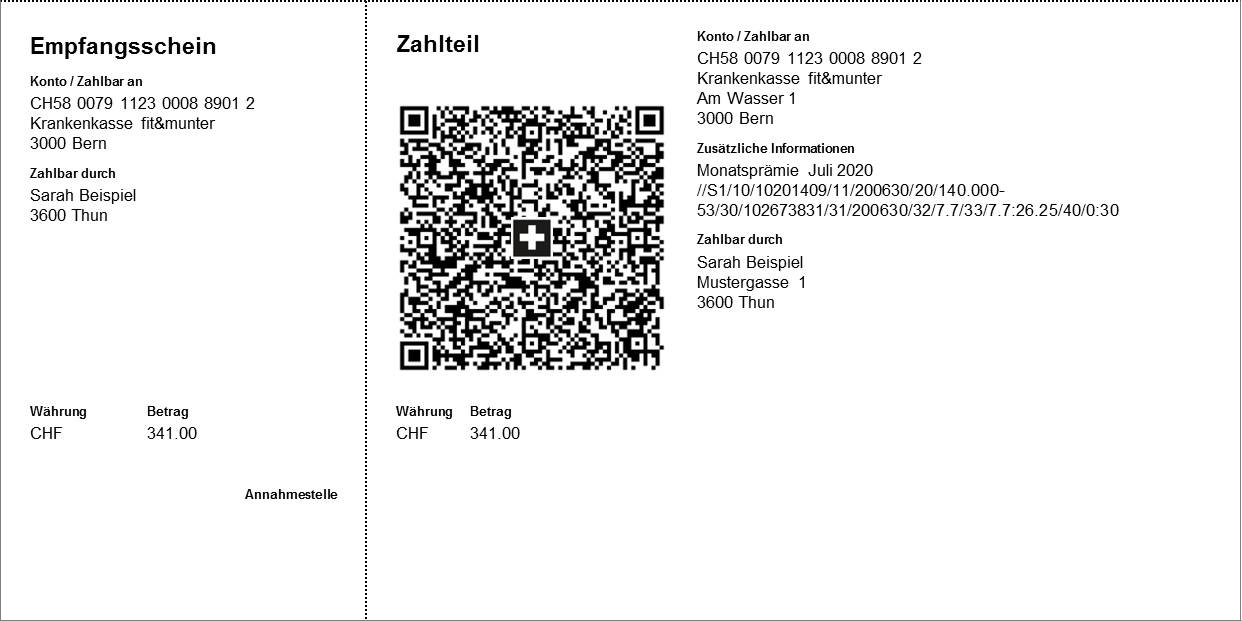 Empfangsschein
Konto / Zahlbar an
CH58 0079 1123 0008 8901 2
Krankenkasse fit&munter
3000 Bern
Zahlbar durch
Sarah Beispiel
3600 Thun
Währung Betrag
CHF 341.00
Annahmestelle
Zahlteil
Währung Betrag
CHF 341.00
Konto / Zahlbar an
CH58 0079 1123 0008 8901 2
Krankenkasse fit&munter
Am Wasser 1
3000 Bern
Zusätzliche Informationen
Monatsprämie Juli 2020
//S1/10/10201409/11/200630/20/140.000-
53/30/102673831/31/200630/32/7.7/33/7.7:26.25/40/0:30
Zahlbar durch
Sarah Beispiel
Mustergasse 1
3600 Thun